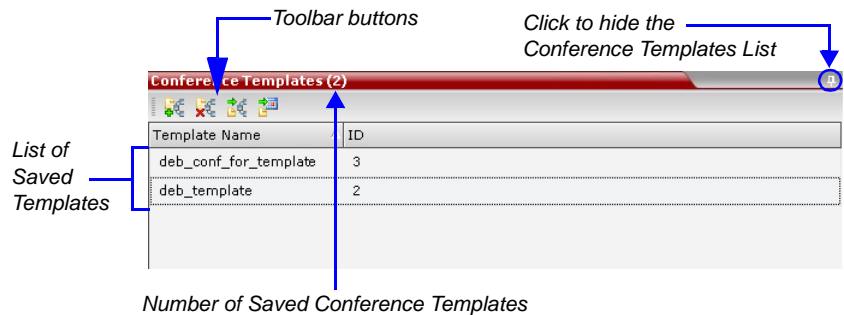 Toolbar buttons
Click to hide the
Conference Templates List
Conference Templates (2)
Template Name ID
deb_conf_for_template 3
deb_template 2
List of
Saved
Templates
Number of Saved Conference Templates